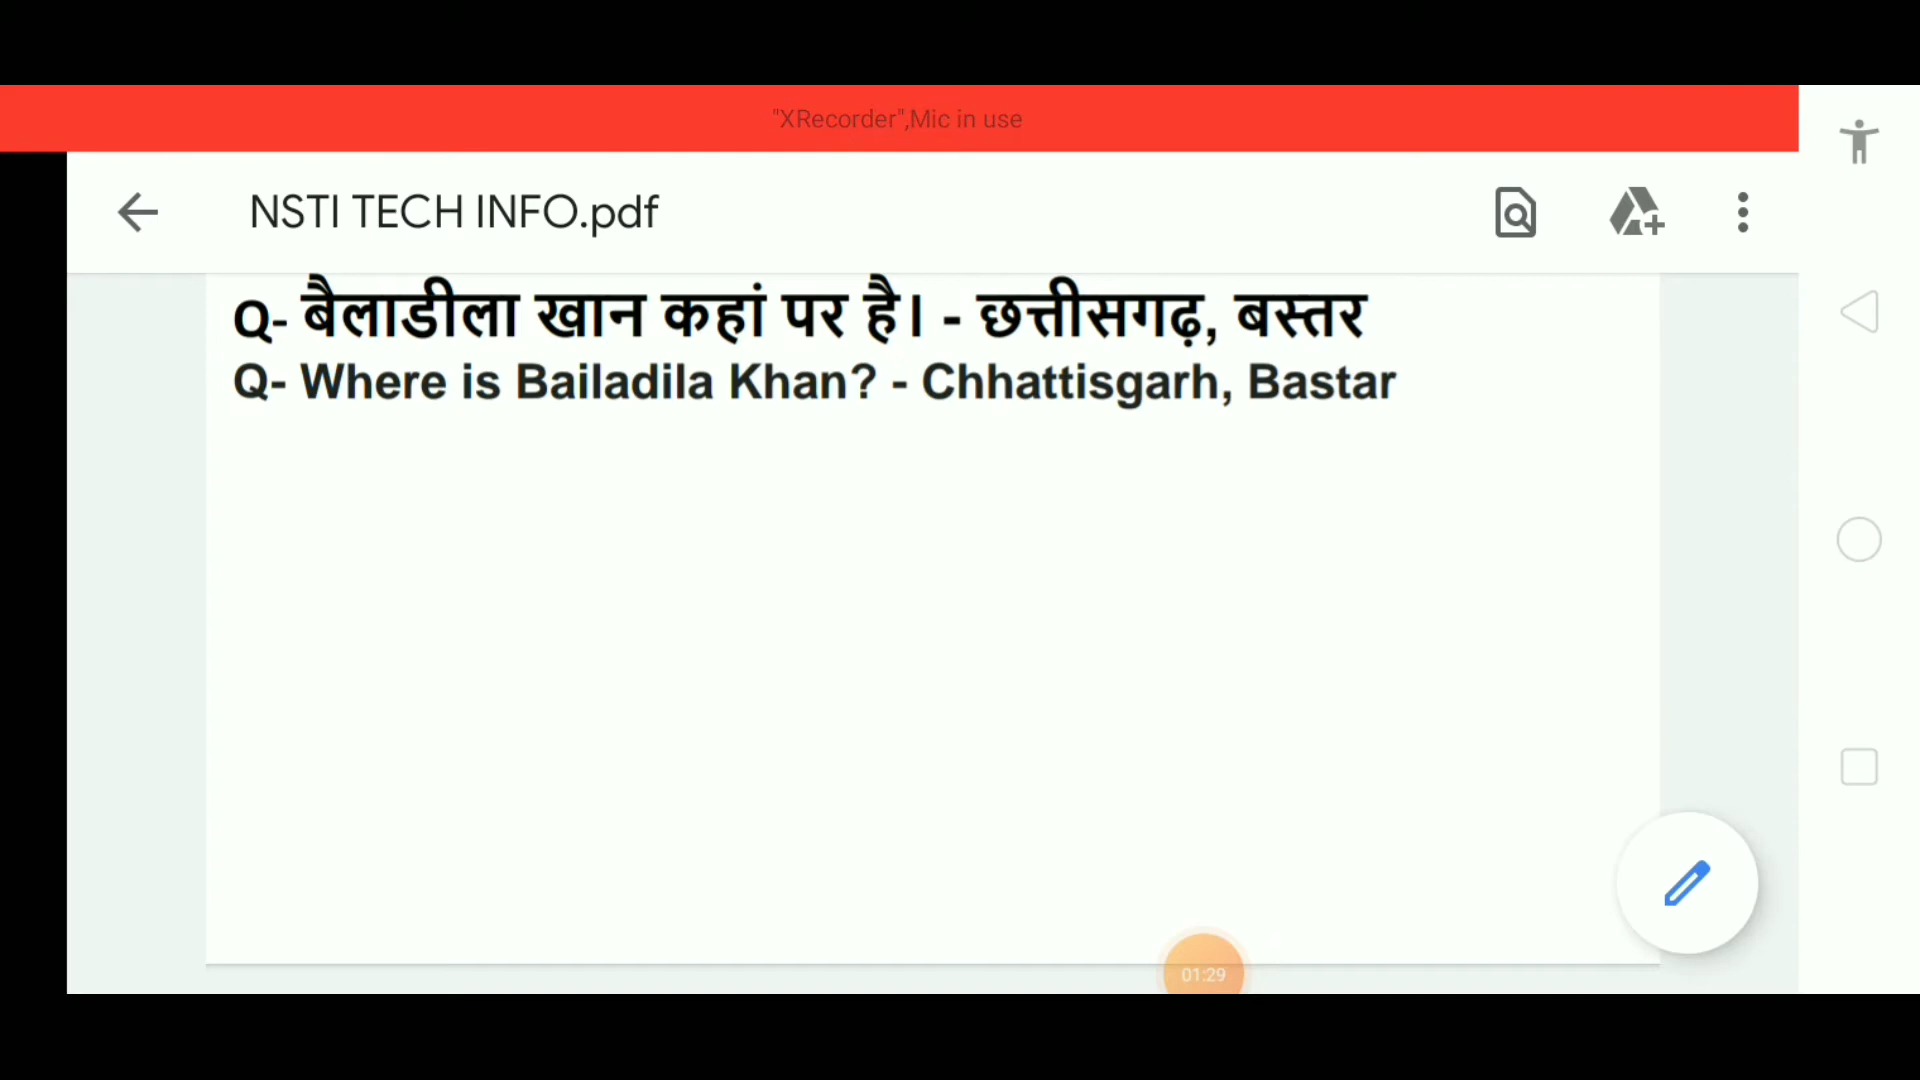 "XRecorder",Mic in use
NSTI TECH INFO.pdf
Q- बैलाडीला खान कहां पर है। - छत्तीसगढ़, बस्तर
Q- Where is Bailadila Khan? - Chhattisgarh, Bastar
01:29